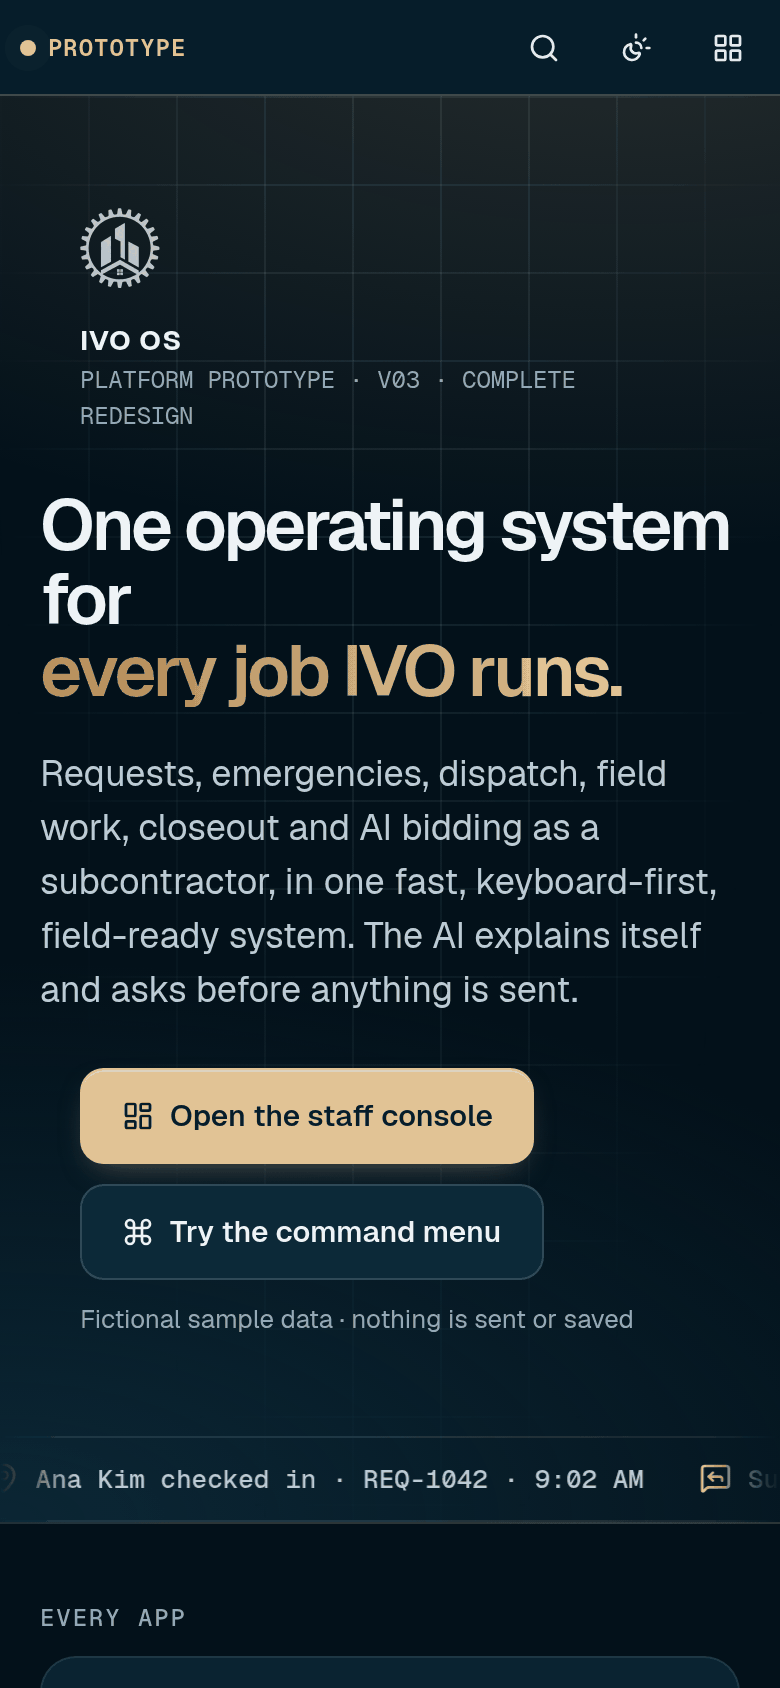 PROTOTYPE
IVO OS
PLATFORM PROTOTYPE · V03 · COMPLETE
REDESIGN
One operating system
for
every job IVO runs.
Requests, emergencies, dispatch, field
work, closeout and AI bidding as a
subcontractor, in one fast, keyboard-first,
field-ready system. The AI explains itself
and asks before anything is sent.
Open the staff console
Try the command menu
Fictional sample data · nothing is sent or saved
Ana Kim checked in · REQ-1042 · 9:02 AM
EVERY APP